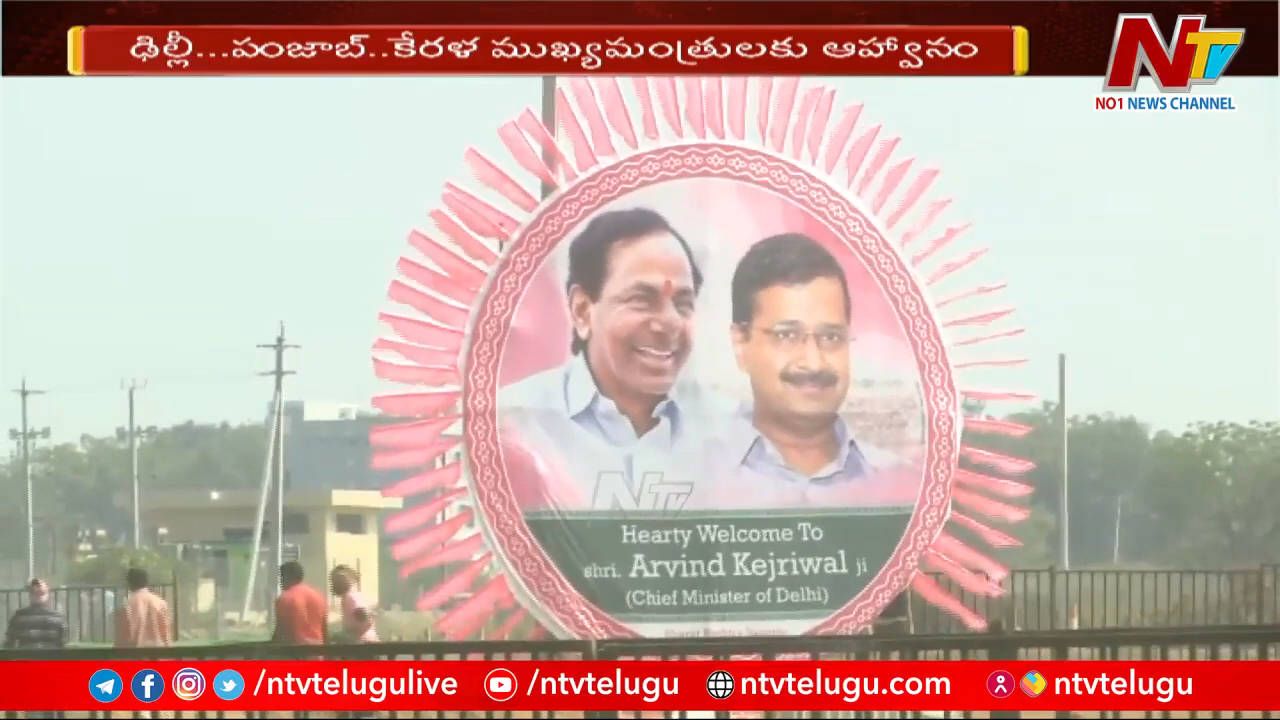 ఢిల్లీ...పంజాబ్..కేరళ ముఖ్యమంత్రులకు ఆహ్వానం
NTV
NO1 NEWS CHANNEL
NTV
Hearty Welcome To
shri. Arvind Kejriwal ji
(Chief Minister of Delhi)
/ntvtelugulive
/ntvtelugu
ntvtelugu.com
ntvtelugu